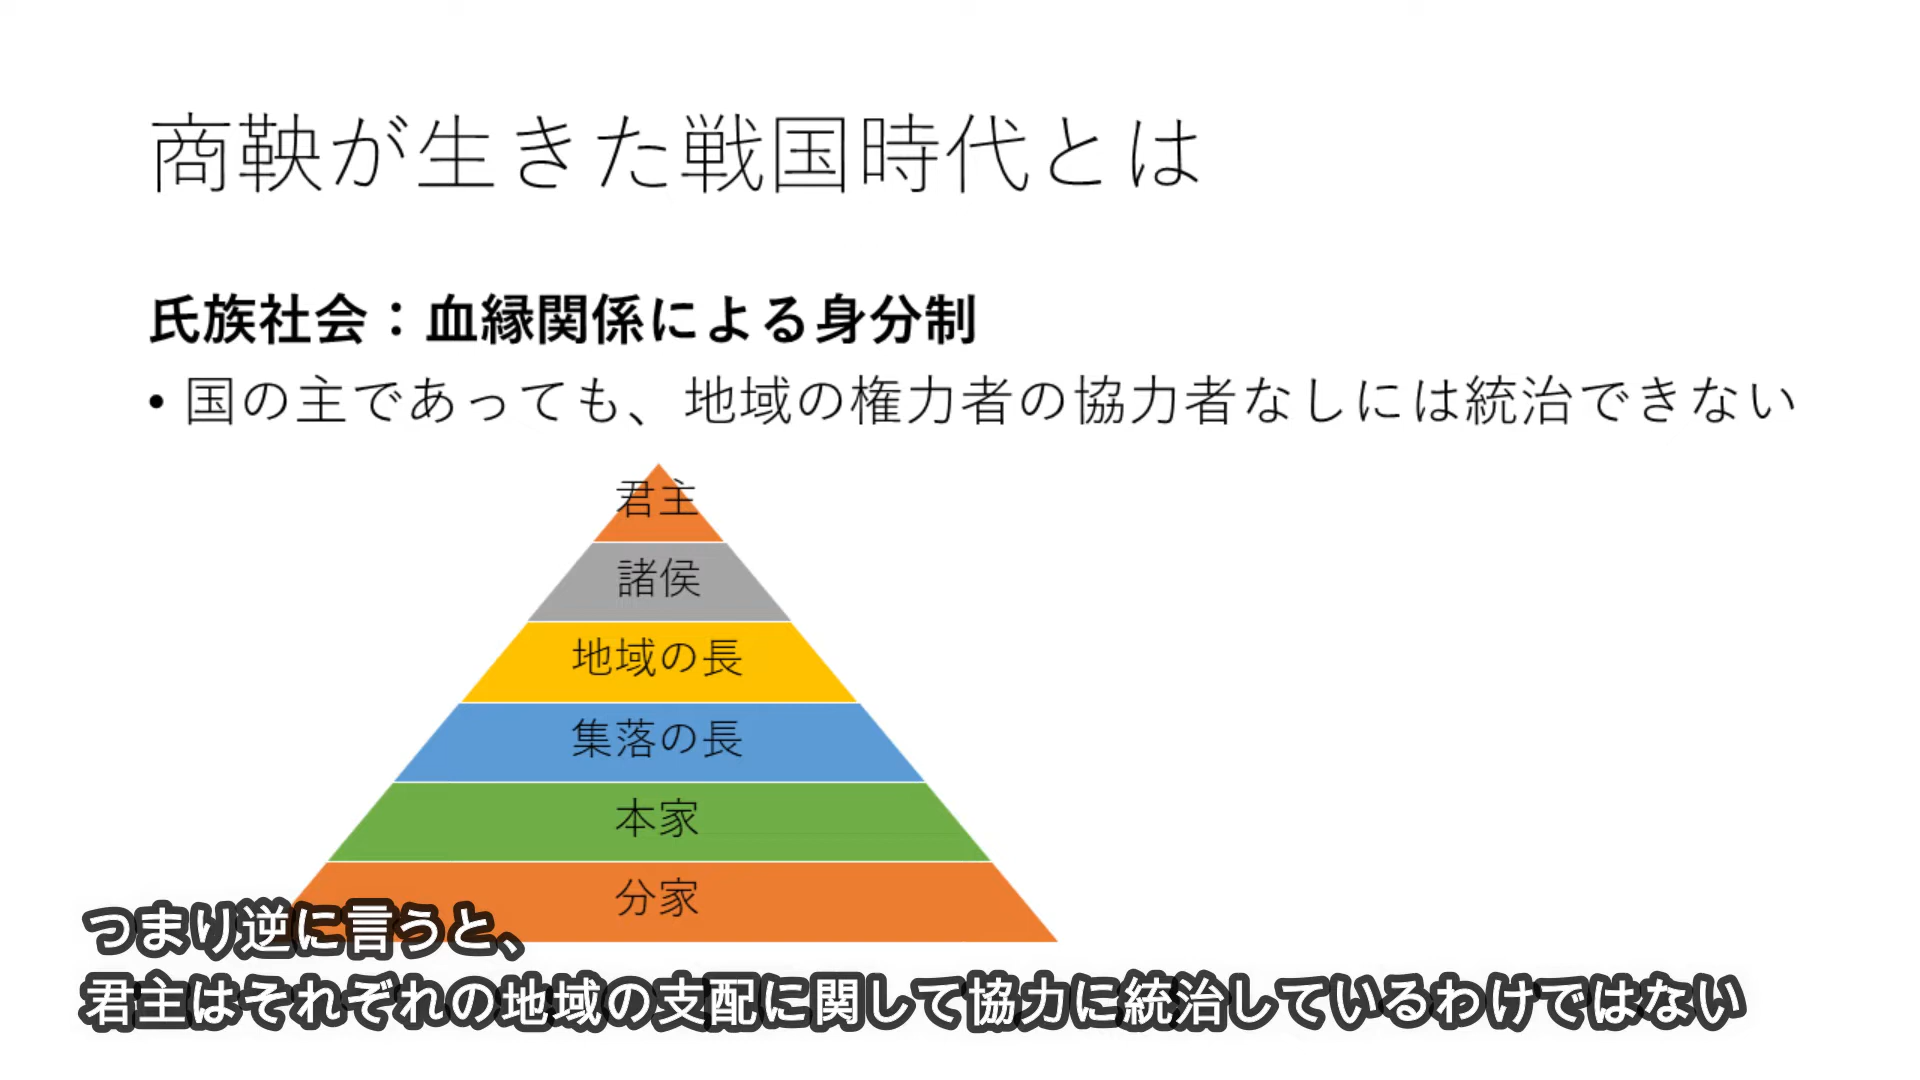 商鞅が生きた戦国時代とは
氏族社会：血縁関係による身分制
• 国の主であっても、地域の権力者の協力者なしには統治できない
君主
諸侯
地域の長
集落の長
本家
分家
つまり逆に言うと、
君主はそれぞれの地域の支配に関して協力に統治しているわけではない